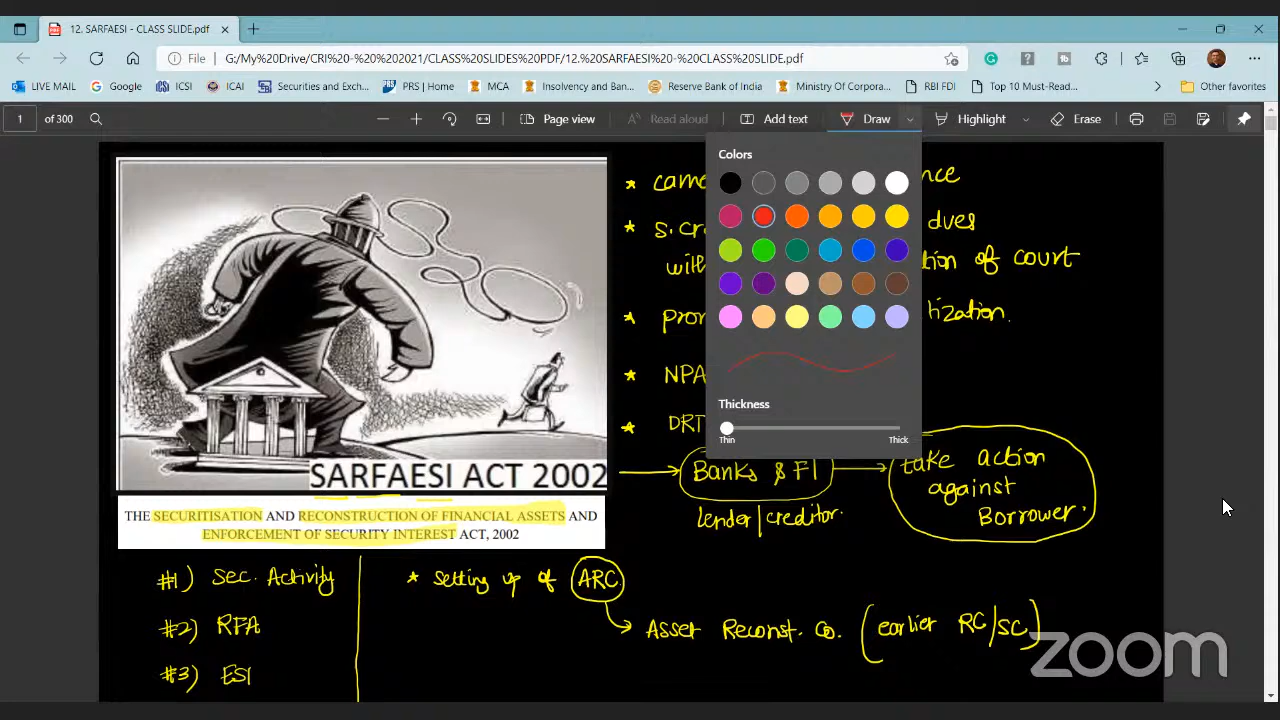 12. SARFAESI - CLASS SLIDE.pdf
File G:/My%20Drive/CRI%20-%20%202021/CLASS%20SLIDES%20PDF/12.%20SARFAESI%20-%20CLASS%20SLIDE.pdf
LIVE MAIL Google ICSI ICAI Securities and Exch... PRS | Home MCA Insolvency and Ban... Reserve Bank of India Ministry Of Corpora... RBI FDI Top 10 Must-Read... Other favorites
1 of 300 Page view Read aloud Add text Draw Highlight Erase
Colors
Thickness
Thin Thick
* came nce
* S. Cr dues
with tion of court
* pro tization.
* NPA
* DRT
SARFAESI ACT 2002
Banks & FI take action
against
Borrower.
lender/creditor.
THE SECURITISATION AND RECONSTRUCTION OF FINANCIAL ASSETS AND
ENFORCEMENT OF SECURITY INTEREST ACT, 2002
#1) Sec. Activity
#2) RFA
#3) ESI
* Setting up of ARC
Asset Reconst. Co. (earlier RC/SC)
zoom